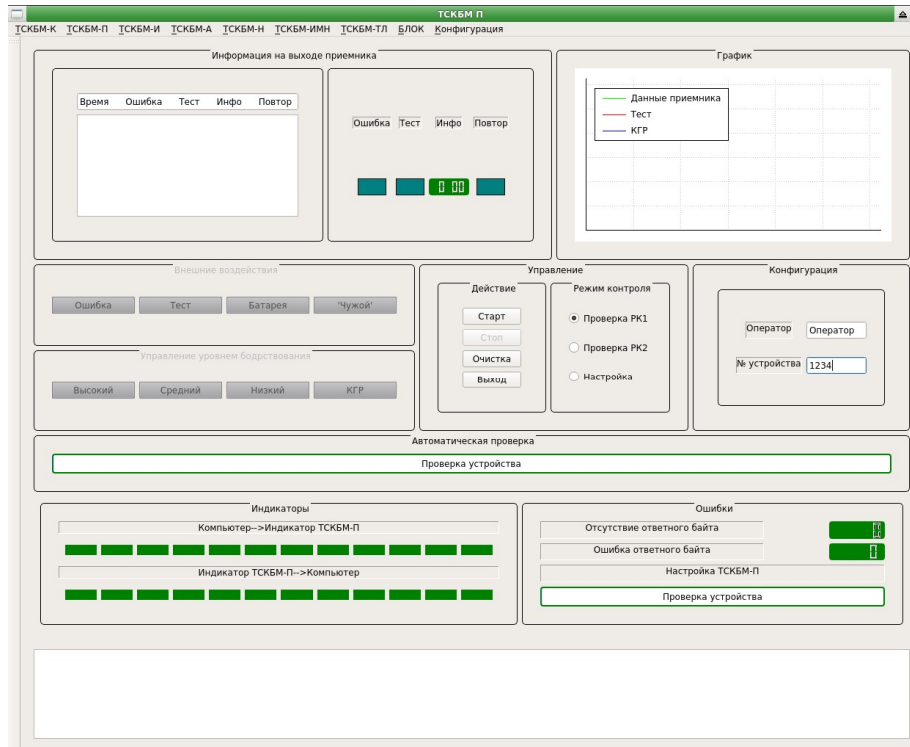 ТСКБМ П
ТСКБМ-К ТСКБМ-П ТСКБМ-И ТСКБМ-А ТСКБМ-Н ТСКБМ-ИМН ТСКБМ-ТЛ БЛОК Конфигурация
Информация на выходе приемника
Время Ошибка Тест Инфо Повтор
Ошибка Тест Инфо Повтор
0 00
График
Данные приемника
Тест
КГР
Внешние воздействия
Ошибка Тест Батарея 'Чужой'
Управление уровнем бодрствования
Высокий Средний Низкий КГР
Управление
Действие
Старт
Стоп
Очистка
Выход
Режим контроля
Проверка РК1
Проверка РК2
Настройка
Конфигурация
Оператор Оператор
№ устройства 1234
Автоматическая проверка
Проверка устройства
Индикаторы
Компьютер-->Индикатор ТСКБМ-П
Индикатор ТСКБМ-П-->Компьютер
Ошибки
Отсутствие ответного байта
Ошибка ответного байта 0
Настройка ТСКБМ-П
Проверка устройства